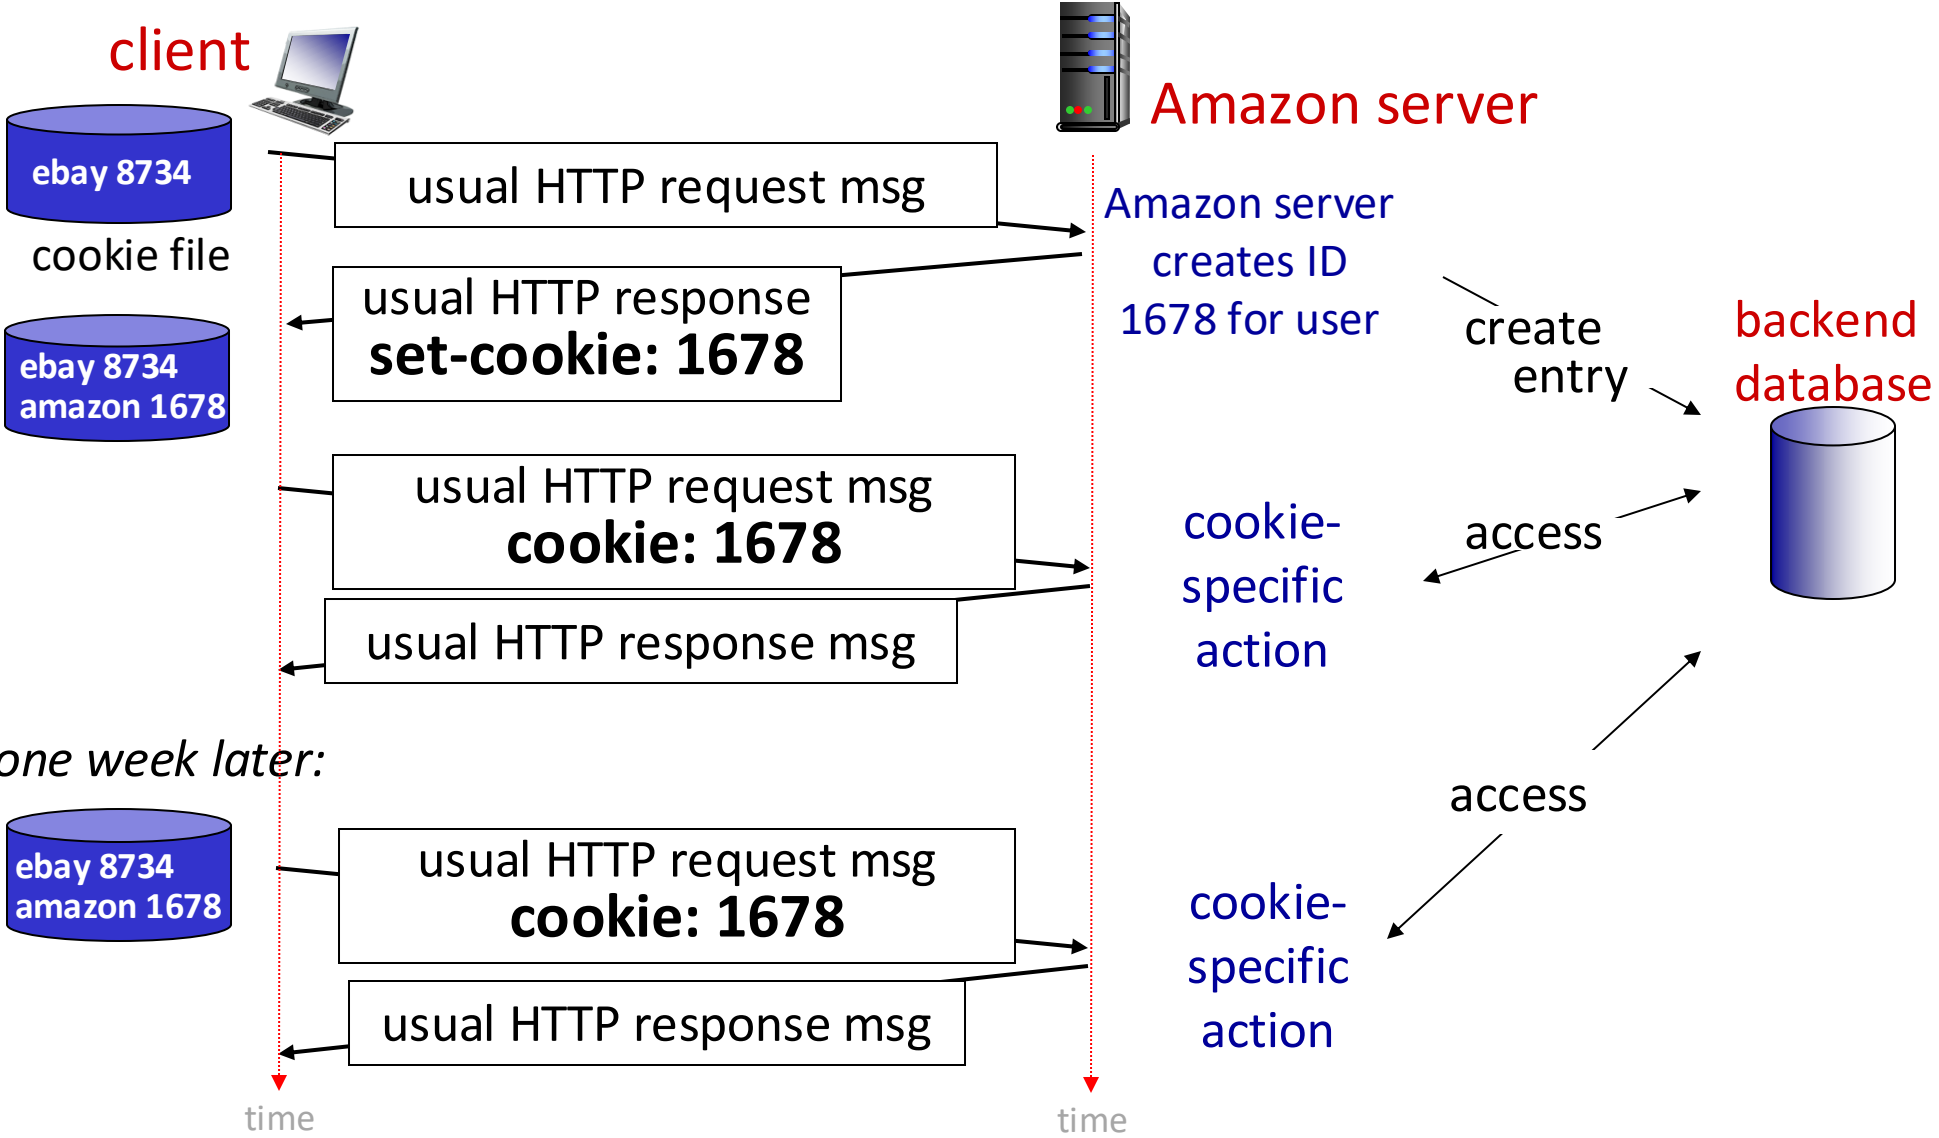 client
Amazon server
ebay 8734
cookie file
usual HTTP request msg
Amazon server
creates ID
1678 for user
usual HTTP response
set-cookie: 1678
create
entry
backend
database
ebay 8734
amazon 1678
usual HTTP request msg
cookie: 1678
cookie-
specific
action
access
usual HTTP response msg
one week later:
access
ebay 8734
amazon 1678
usual HTTP request msg
cookie: 1678
cookie-
specific
action
usual HTTP response msg
time
time